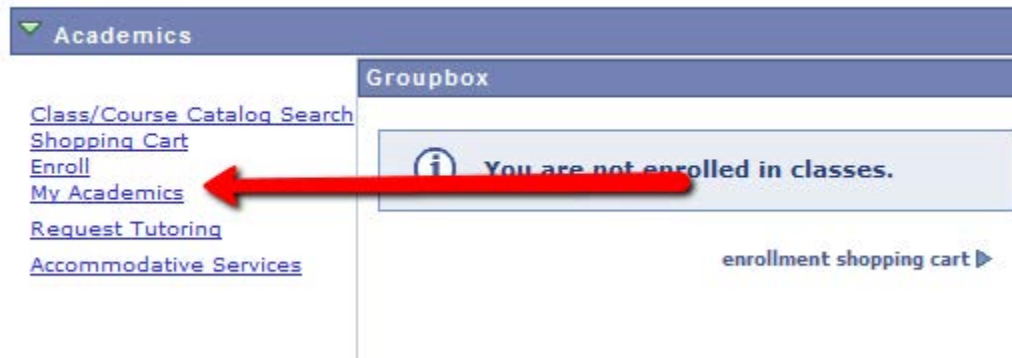 Academics
Groupbox
Class/Course Catalog Search
Shopping Cart
Enroll
My Academics
Request Tutoring
Accommodative Services
You are not enrolled in classes.
enrollment shopping cart